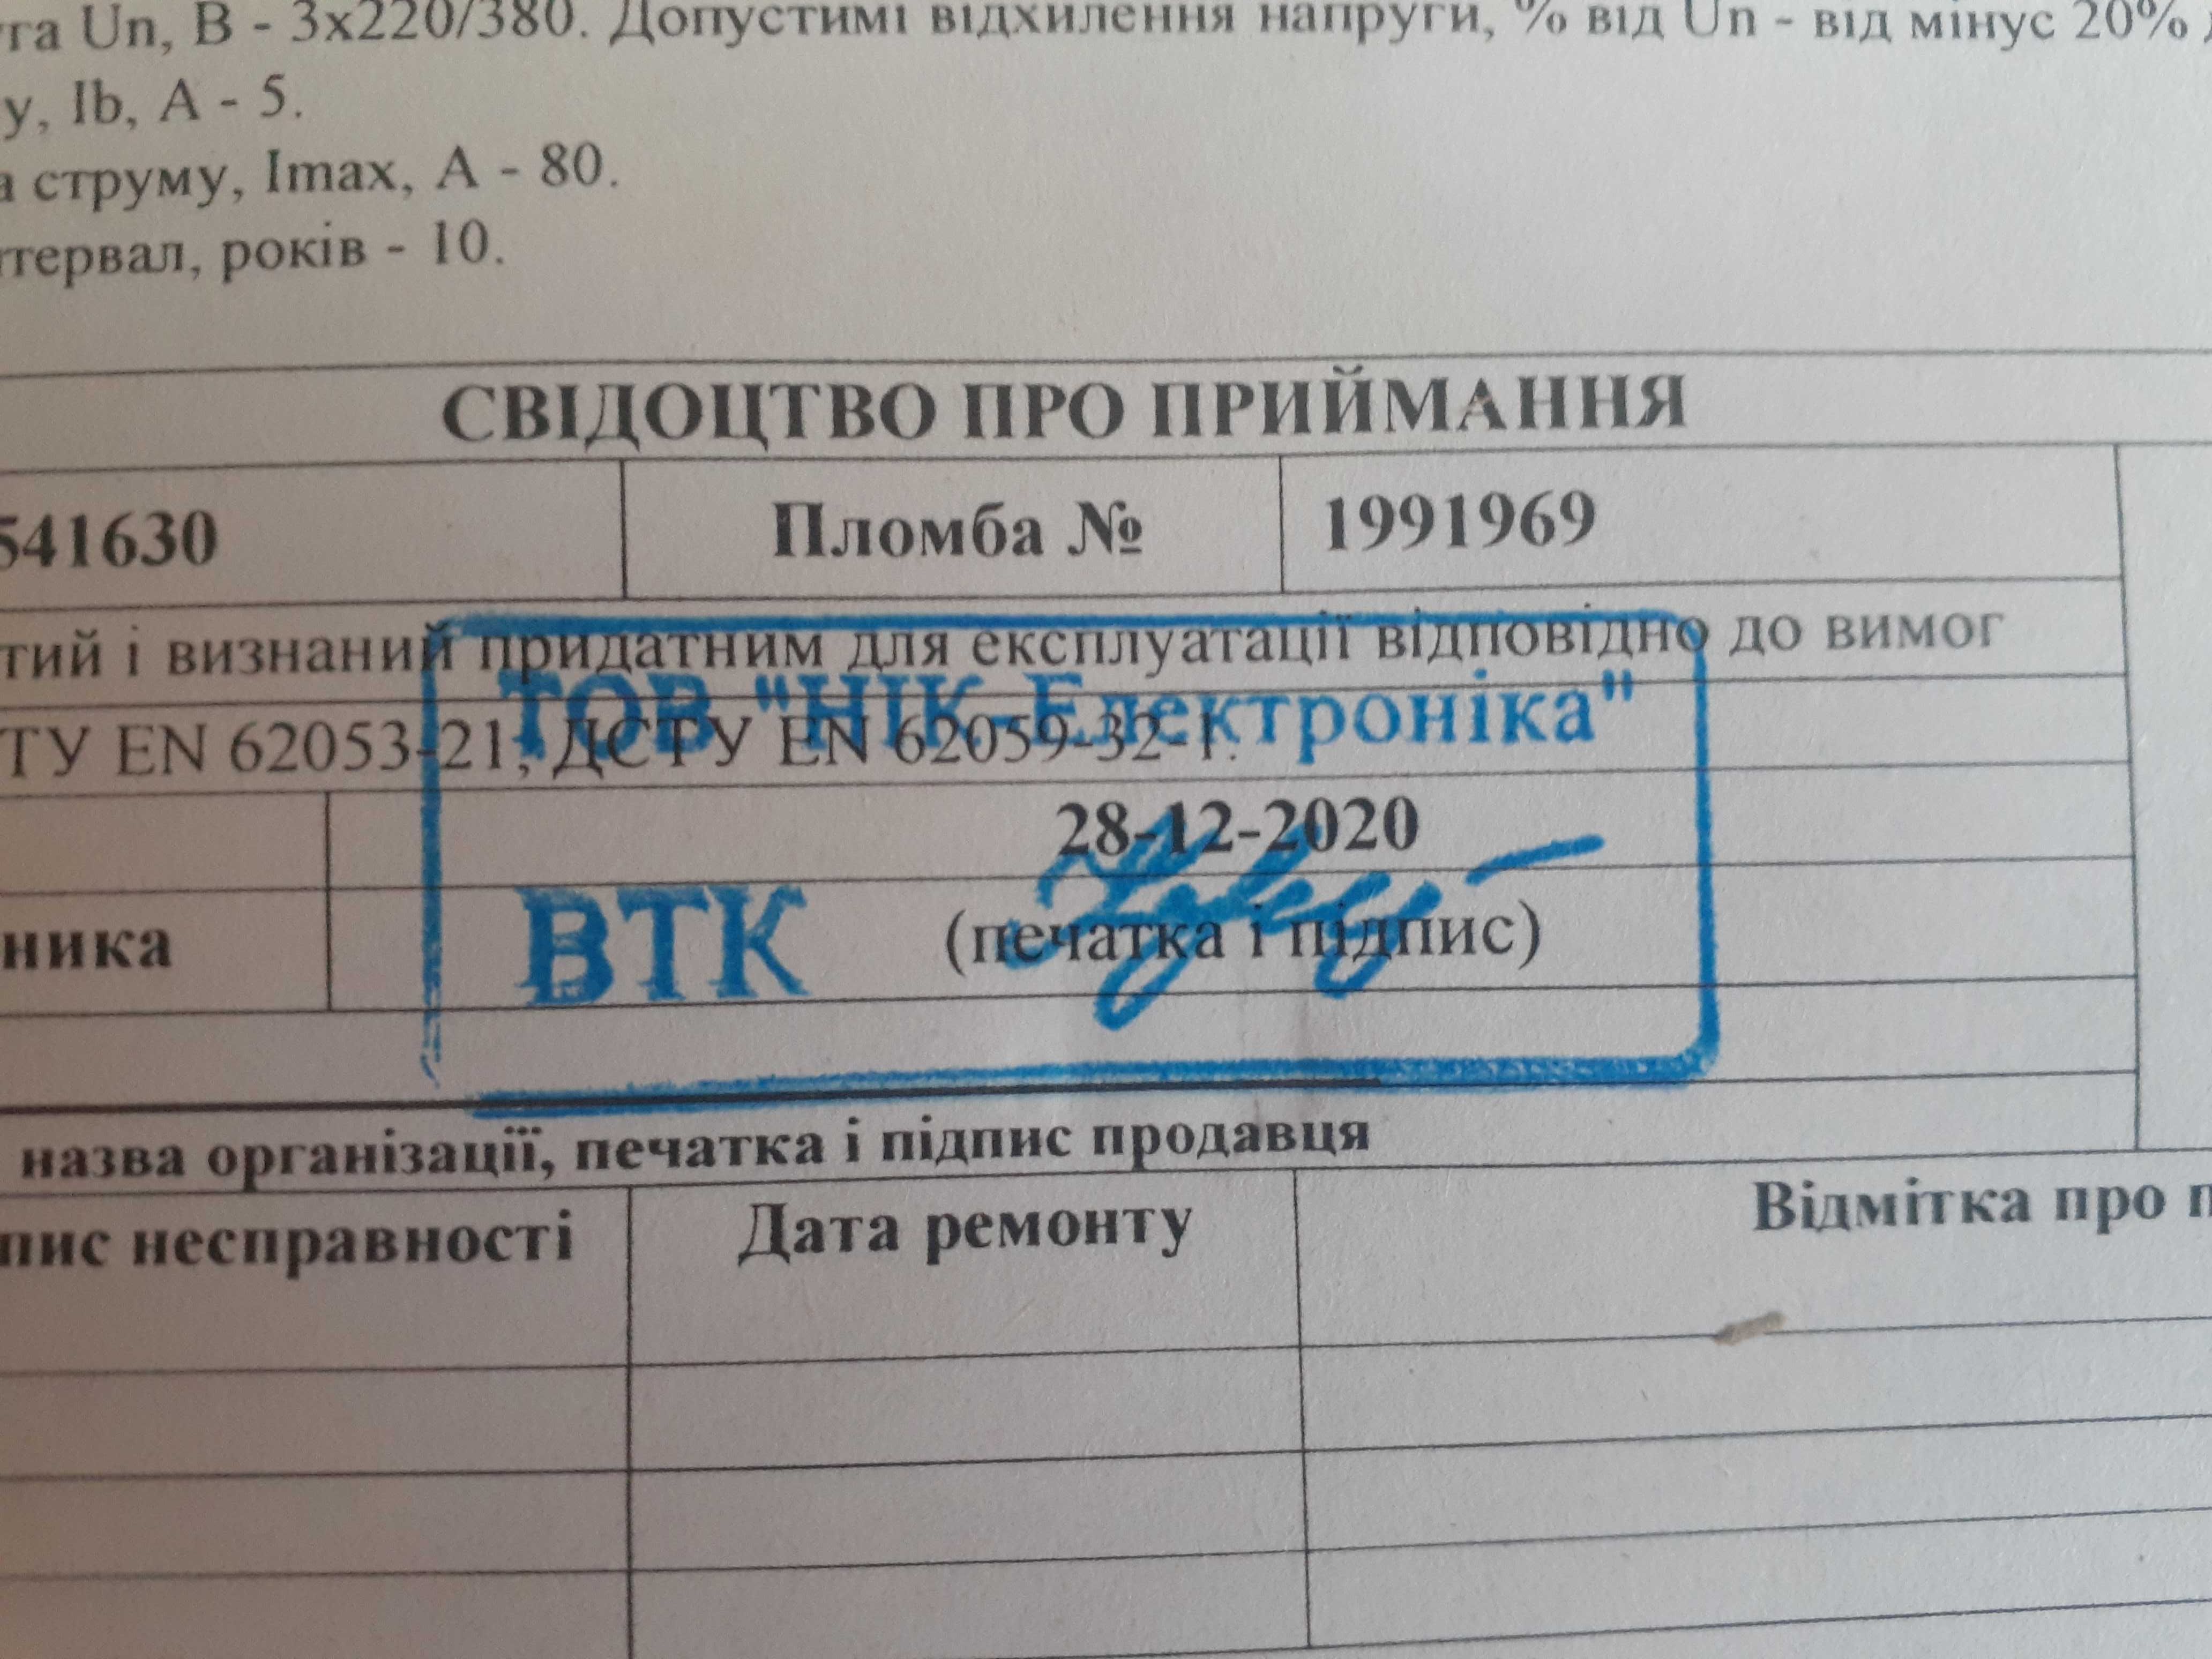 га Un, В - 3х220/380. Допустимі відхилення напруги, % від Un - від мінус 20%
у, Ib, А - 5.
а струму, Imax, А - 80.
тервал, років - 10.
СВІДОЦТВО ПРО ПРИЙМАННЯ
541630 Пломба № 1991969
тий і визнаний придатним для експлуатації відповідно до вимог
ТОВ "НІК-Електроніка"
ТУ EN 62053-21, ДСТУ EN 62059-32-1.
28-12-2020
ВТК
ника (печатка і підпис)
назва організації, печатка і підпис продавця
пис несправності Дата ремонту Відмітка про п